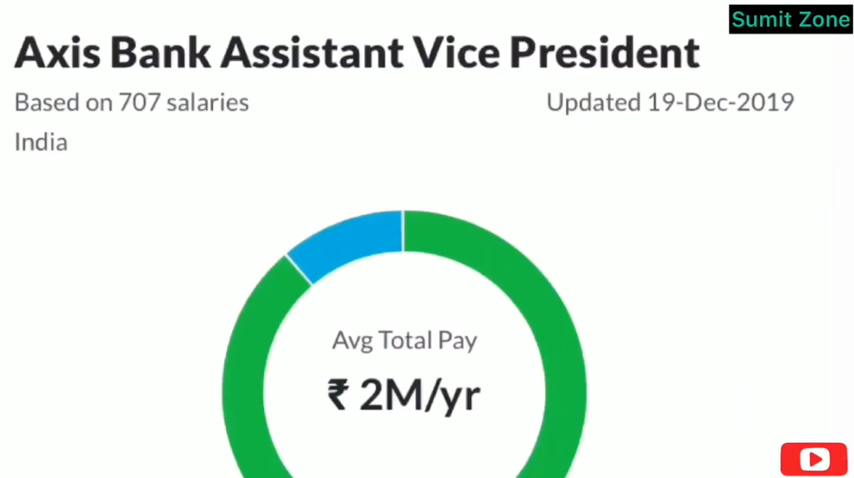 Sumit Zone
Axis Bank Assistant Vice President
Based on 707 salaries
Updated 19-Dec-2019
India
Avg Total Pay
₹ 2M/yr